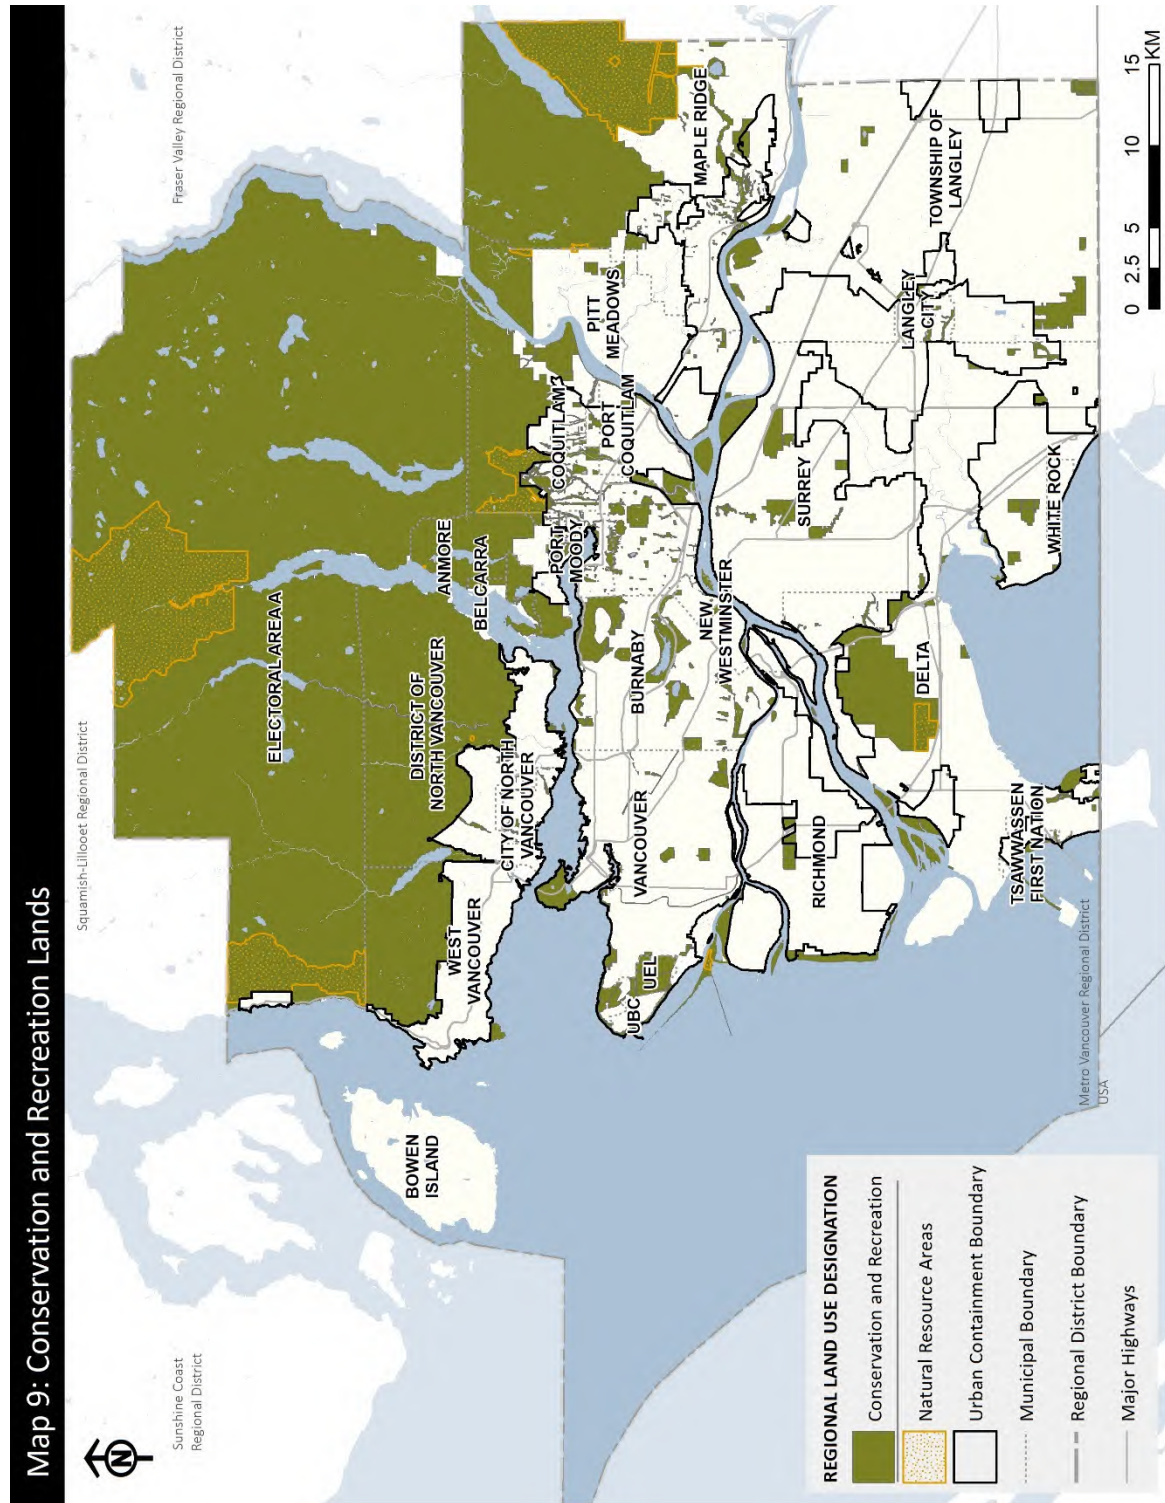 Map 9: Conservation and Recreation Lands
N
Sunshine Coast
Regional District
Squamish-Lillooet Regional District
Fraser Valley Regional District
ELECTORAL AREA A
DISTRICT OF
NORTH VANCOUVER
WEST
VANCOUVER
CITY OF NORTH
VANCOUVER
BOWEN
ISLAND
ANMORE
BELCARRA
PORT
MOODY
COQUITLAM
PORT
COQUITLAM
PITT
MEADOWS
MAPLE RIDGE
UBC
UEL
VANCOUVER
BURNABY
NEW
WESTMINSTER
RICHMOND
SURREY
DELTA
LANGLEY
CITY
TOWNSHIP OF
LANGLEY
WHITE ROCK
TSAWWASSEN
FIRST NATION
Metro Vancouver Regional District
USA
REGIONAL LAND USE DESIGNATION
Conservation and Recreation
Natural Resource Areas
Urban Containment Boundary
Municipal Boundary
Regional District Boundary
Major Highways
0 2.5 5 10 15
KM